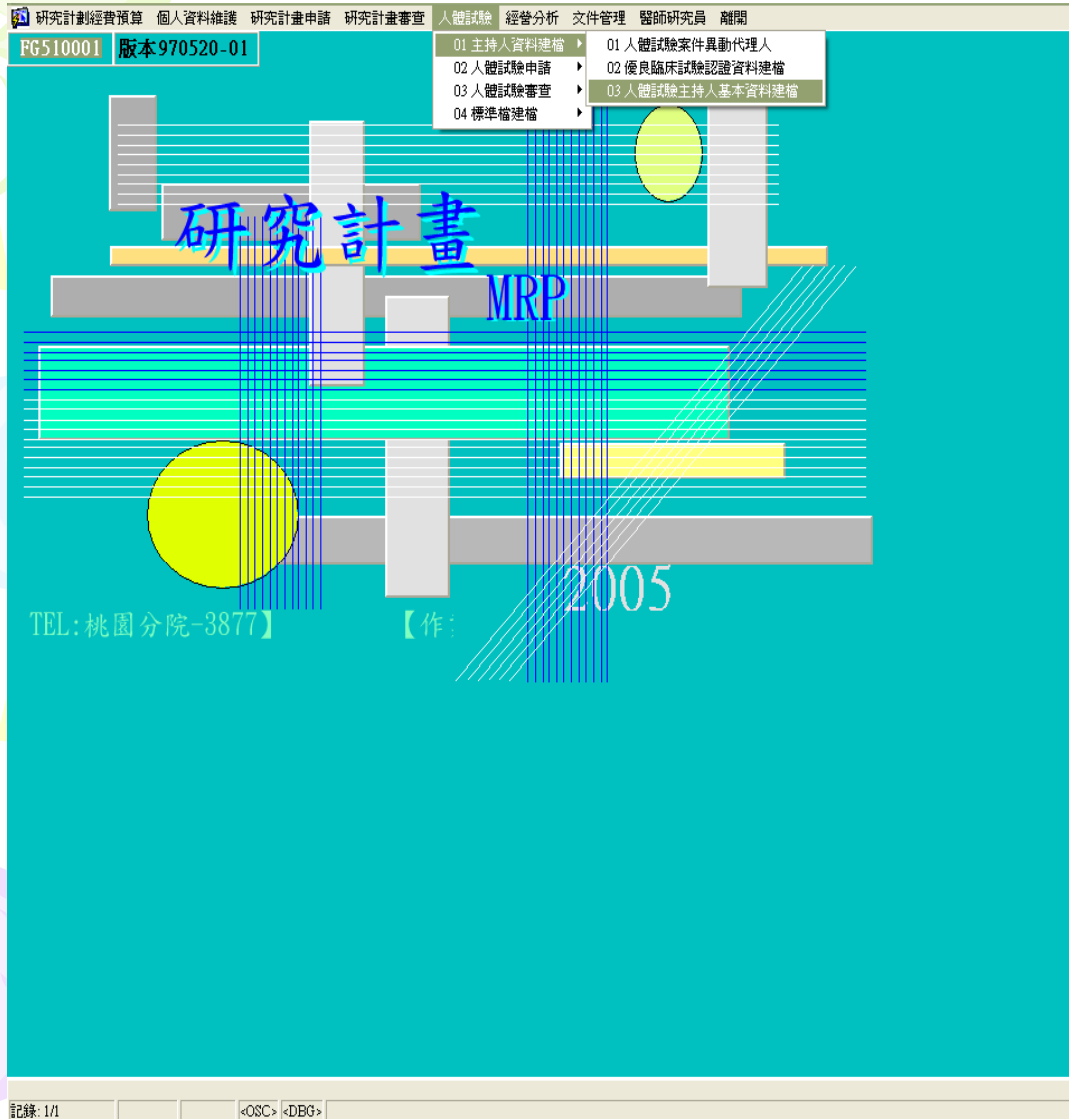 研究計劃經費預算 個人資料維護 研究計畫申請 研究計畫審查 人體試驗 經營分析 文件管理 醫師研究員 離開
FG510001 版本970520-01
01 主持人資料建檔
02 人體試驗申請
03 人體試驗審查
04 標準檔建檔
01 人體試驗案件異動代理人
02 優良臨床試驗認證資料建檔
03 人體試驗主持人基本資料建檔
研究計畫
MRP
2005
TEL:桃園分院-3877】 【作
記錄: 1/1 <OSC> <DBG>